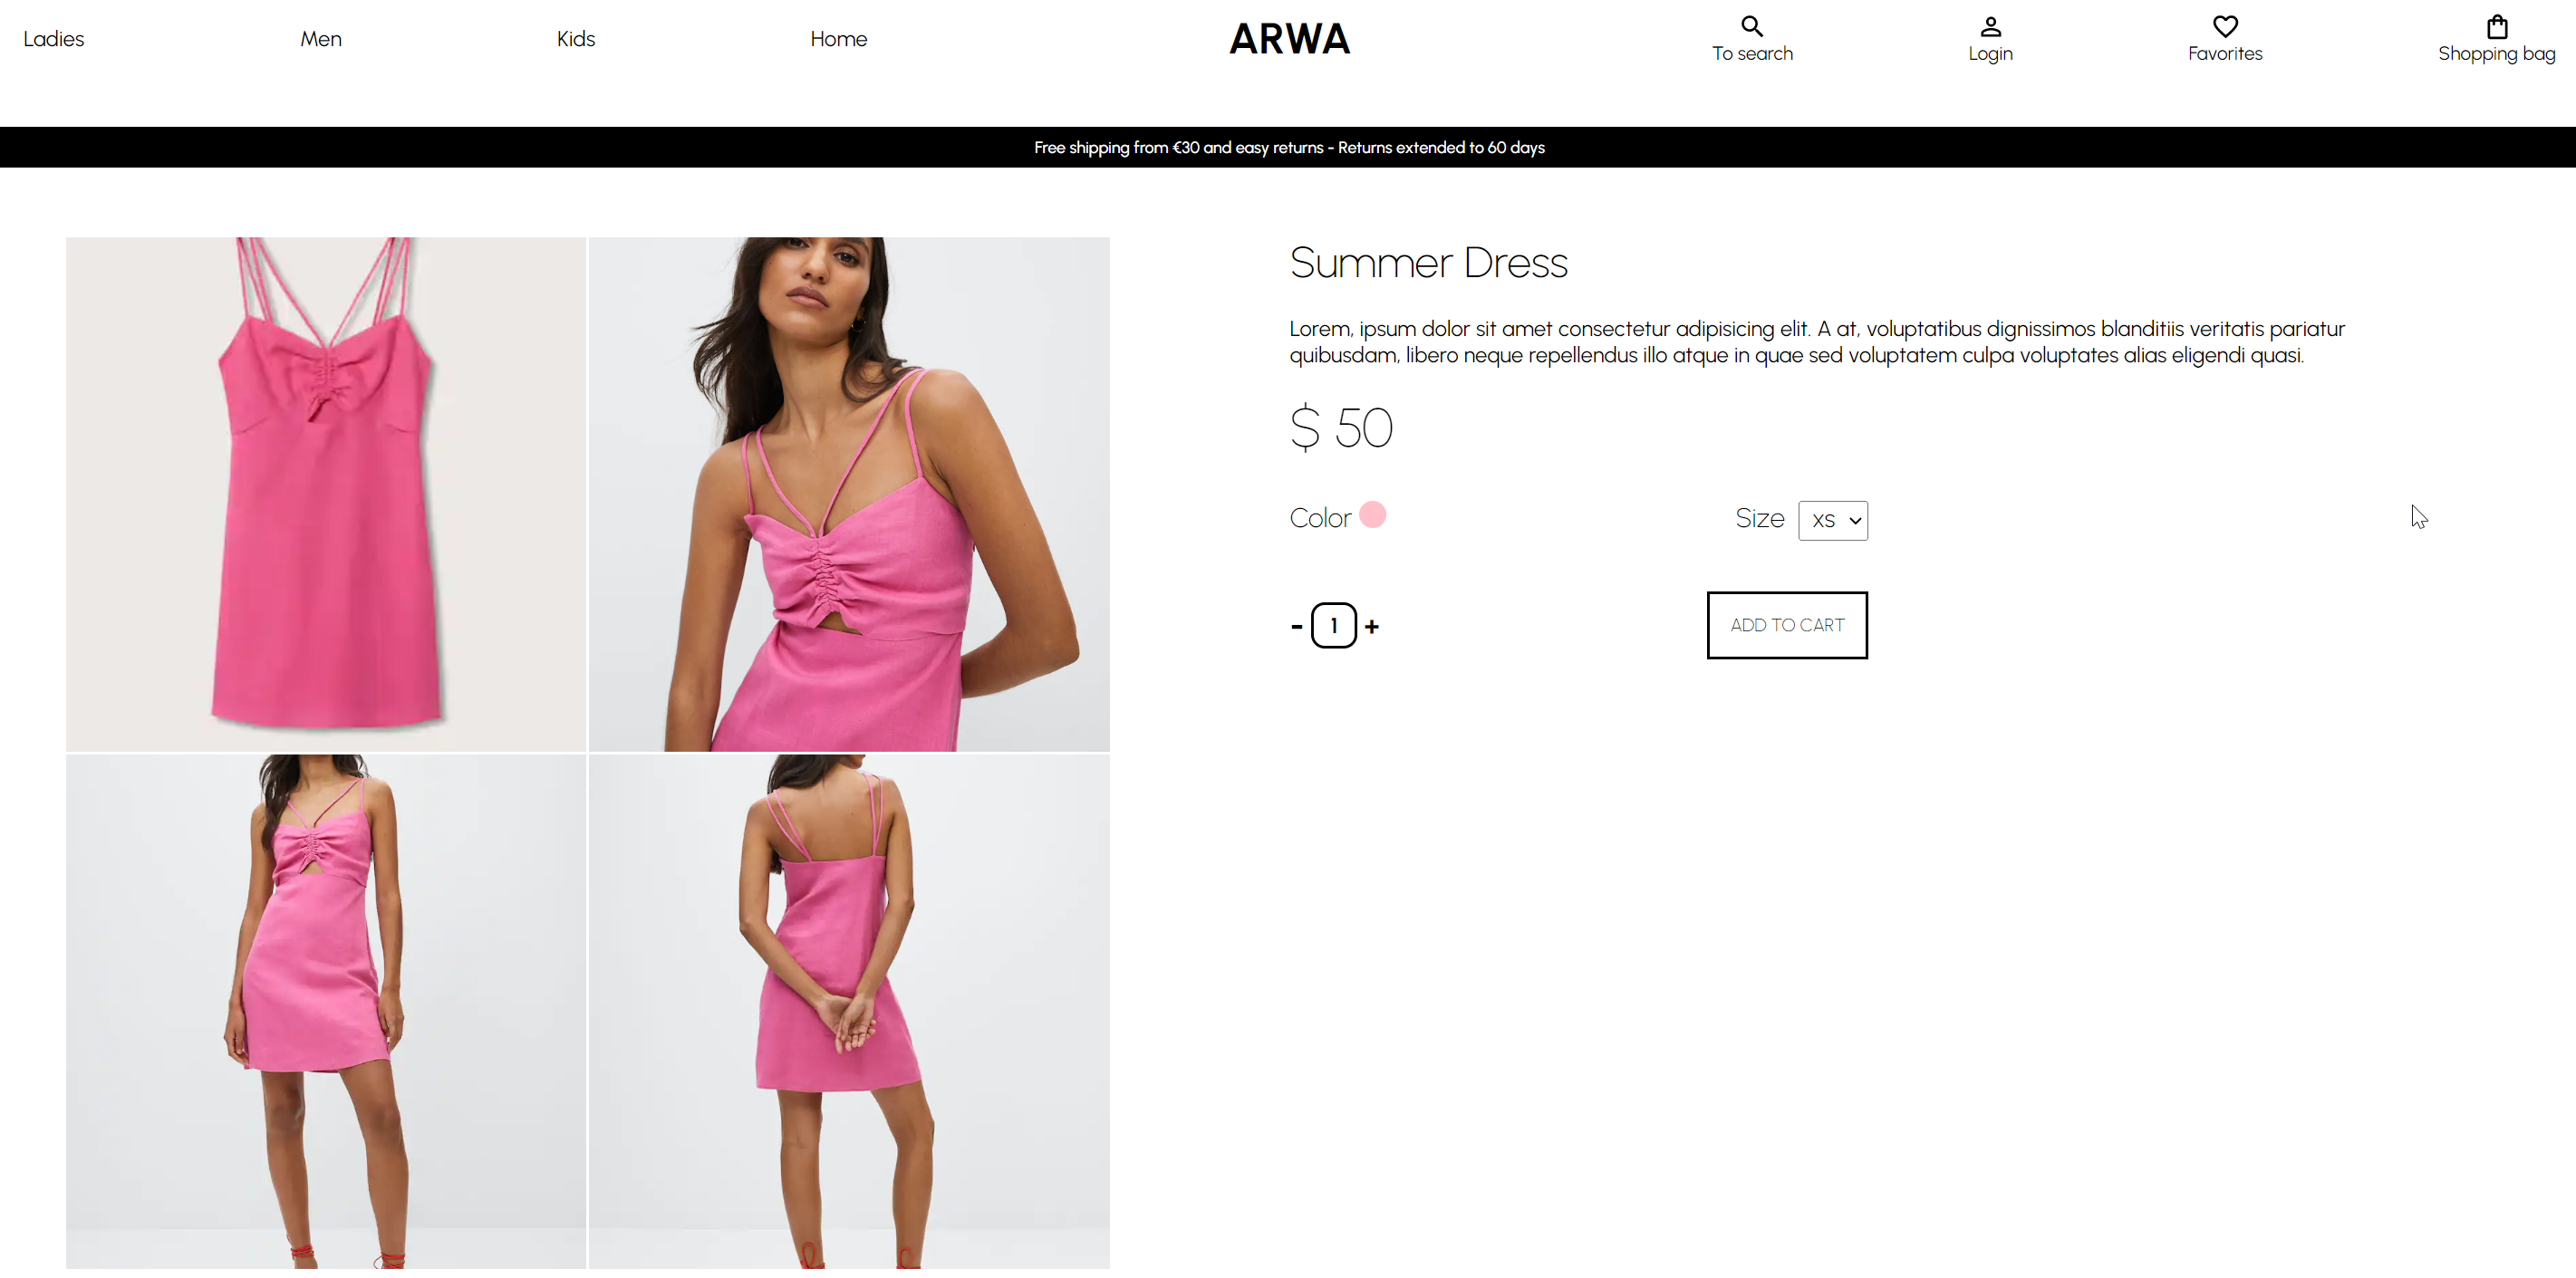 Ladies
Men
Kids
Home
ARWA
To search
Login
Favorites
Shopping bag
Free shipping from €30 and easy returns - Returns extended to 60 days
Summer Dress
Lorem, ipsum dolor sit amet consectetur adipisicing elit. A at, voluptatibus dignissimos blanditiis veritatis pariatur
quibusdam, libero neque repellendus illo atque in quae sed voluptatem culpa voluptates alias eligendi quasi.
$ 50
Color
Size
XS
- 1 +
ADD TO CART